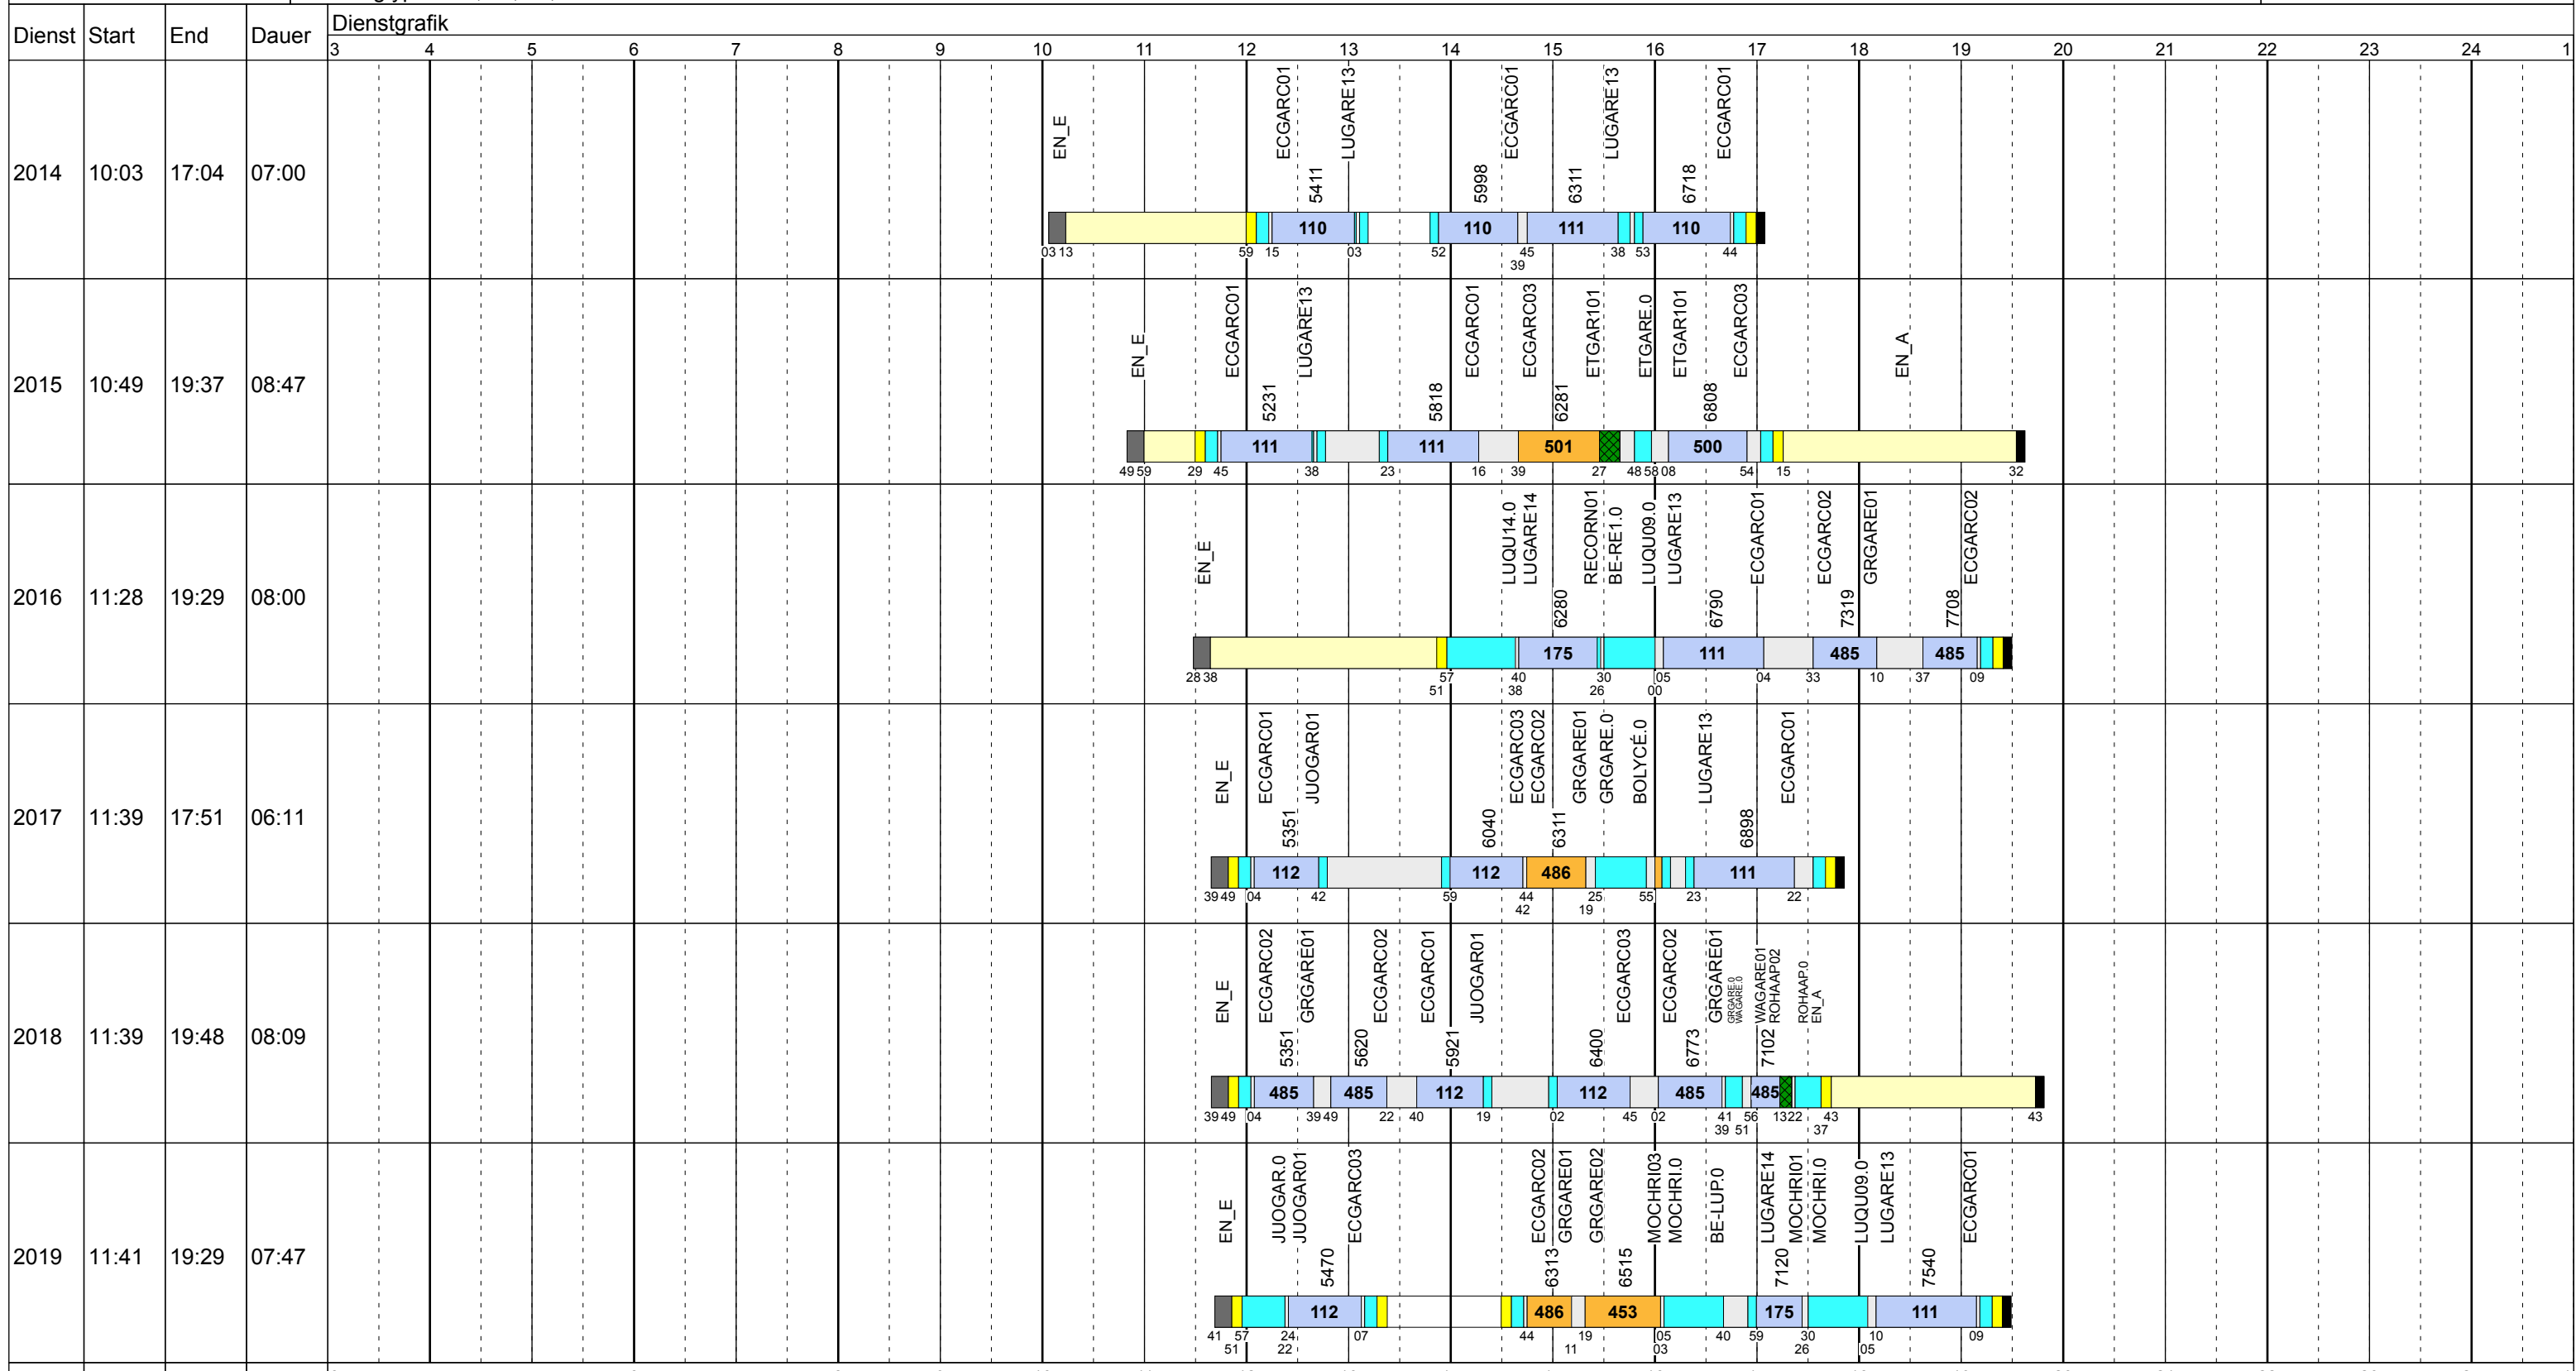 Dienst Start End Dauer Dienstgrafik
3 4 5 6 7 8 9 10 11 12 13 14 15 16 17 18 19 20 21 22 23 24 1
2014 10:03 17:04 07:00
EN_E ECGARC01 LUGARE13 ECGARC01 LUGARE13 ECGARC01
5411 5998 6311 6718
110 110 111 110
03 13 59 15 03 52 45 38 53 44
39
2015 10:49 19:37 08:47
EN_E ECGARC01 LUGARE13 ECGARC01 ECGARC03 ETGAR101 ETGARE.0 ETGAR101 ECGARC03 EN_A
5231 5818 6281 6808
111 111 501 500
49 59 29 45 38 23 16 39 27 48 58 08 54 15 32
2016 11:28 19:29 08:00
EN_E LUQU14.0 LUGARE14 RECORN01 BE-RE1.0 LUQU09.0 LUGARE13 ECGARC01 ECGARC02 GRGARE01 ECGARC02
6280 6790 7319 7708
175 111 485 485
28 38 57 40 30 05 04 33 10 37 09
51 38 26 00
2017 11:39 17:51 06:11
EN_E ECGARC01 JUOGAR01 ECGARC03 ECGARC02 GRGARE01 GRGARE.0 BOLYCÉ.0 LUGARE13 ECGARC01
5351 6040 6311 6898
112 112 486 111
39 49 04 42 59 44 25 55 23 22
42 19
2018 11:39 19:48 08:09
EN_E ECGARC02 GRGARE01 ECGARC02 ECGARC01 JUOGAR01 ECGARC03 ECGARC02 GRGARE01 GRGARE.0 WAGARE.0 WAGARE01 ROHAAP02 ROHAAP.0 EN_A
5351 5620 5921 6400 6773 7102
485 485 112 112 485 485
39 49 04 39 49 22 40 19 02 45 02 41 56 13 22 43 43
39 51 37
2019 11:41 19:29 07:47
EN_E JUOGAR.0 JUOGAR01 ECGARC03 ECGARC02 GRGARE01 GRGARE02 MOCHRI03 MOCHRI.0 BE-LUP.0 LUGARE14 MOCHRI01 MOCHRI.0 LUQU09.0 LUGARE13 ECGARC01
5470 6313 6515 7120 7540
112 486 453 175 111
41 57 24 07 44 19 05 40 59 30 10 09
51 22 11 03 26 05